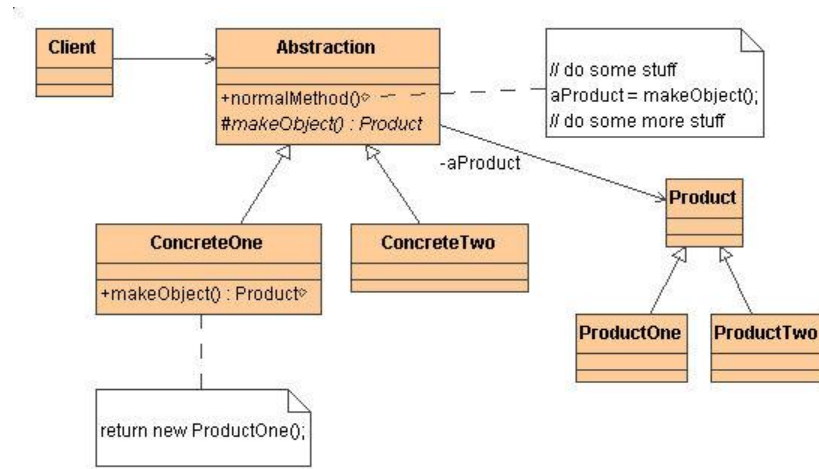 Client
Abstraction
+normalMethod()
#makeObject() : Product
// do some stuff
aProduct = makeObject();
// do some more stuff
-aProduct
Product
ConcreteOne
+makeObject() : Product
ConcreteTwo
ProductOne
ProductTwo
return new ProductOne();